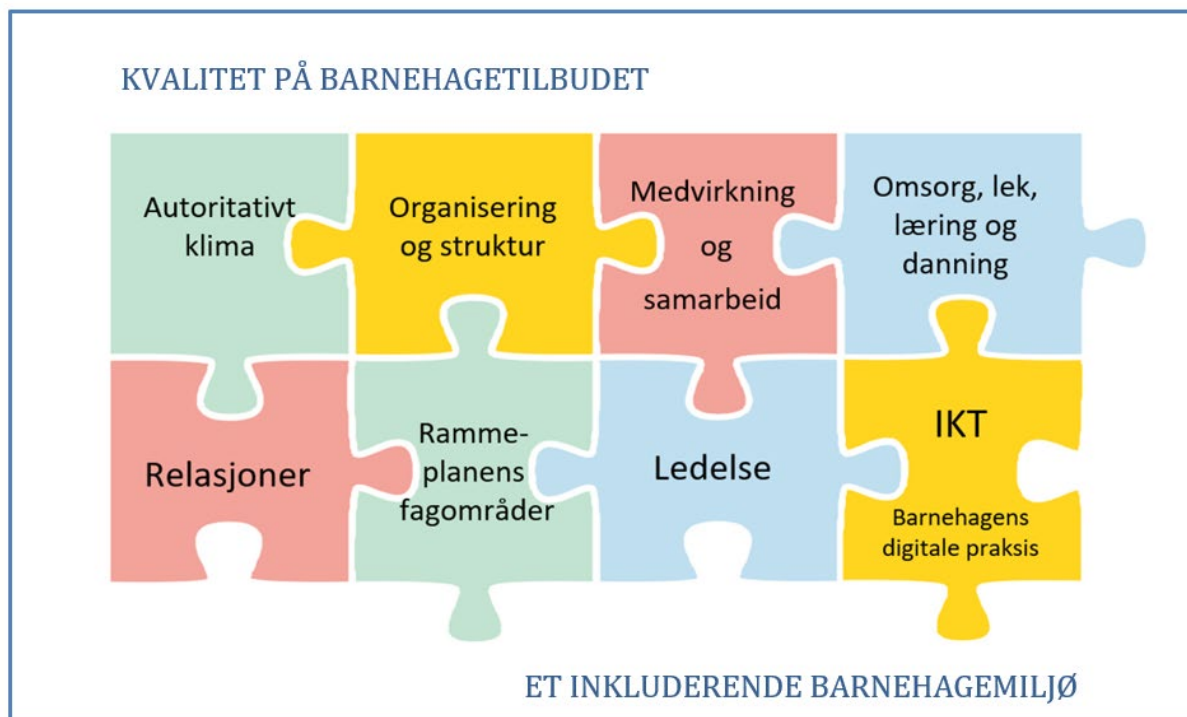 KVALITET PÅ BARNEHAGETILBUDET
Autoritativt
klima
Organisering
og struktur
Medvirkning
og
samarbeid
Omsorg, lek,
læring og
danning
Relasjoner
Ramme-
planens
fagområder
Ledelse
IKT
Barnehagens
digitale praksis
ET INKLUDERENDE BARNEHAGEMILJØ